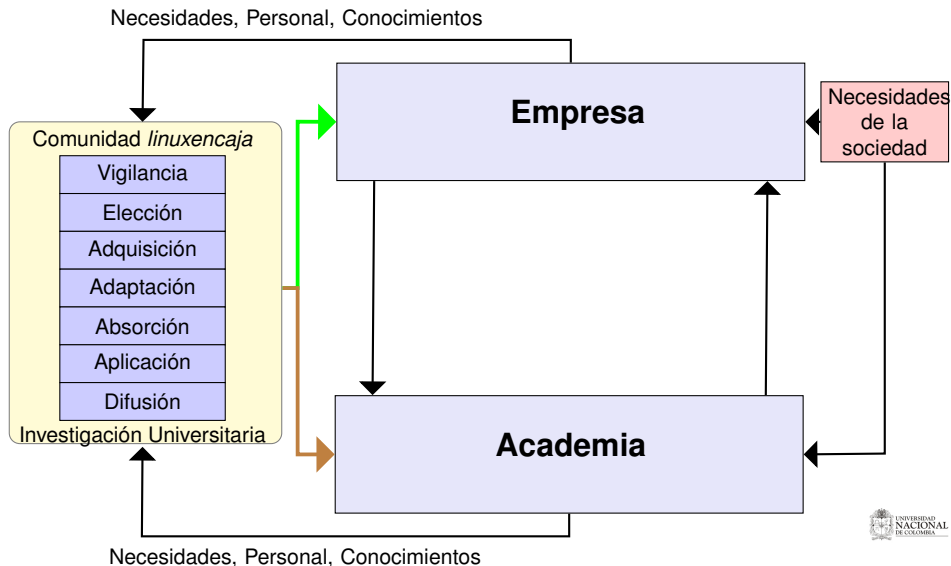 Necesidades, Personal, Conocimientos
Empresa
Necesidades
de la
sociedad
Comunidad linuxencaja
Vigilancia
Elección
Adquisición
Adaptación
Absorción
Aplicación
Difusión
Investigación Universitaria
Academia
Necesidades, Personal, Conocimientos
UNIVERSIDAD
NACIONAL
DE COLOMBIA